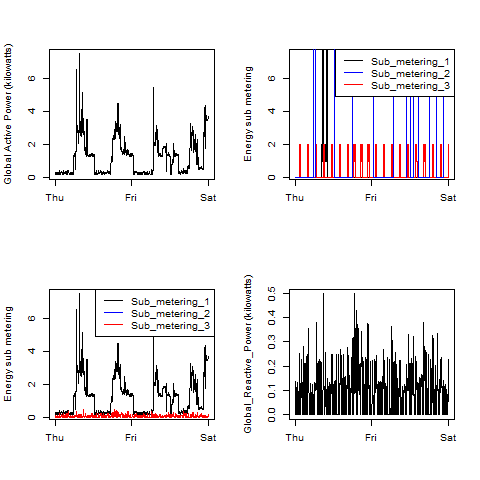 Global Active Power (kilowatts)
6
4
2
0
Thu
Fri
Sat
Energy sub metering
6
4
2
0
Sub_metering_1
Sub_metering_2
Sub_metering_3
Thu
Fri
Sat
Energy sub metering
6
4
2
0
Sub_metering_1
Sub_metering_2
Sub_metering_3
Thu
Fri
Sat
Global_Reactive_Power (kilowatts)
0.5
0.4
0.3
0.2
0.1
0.0
Thu
Fri
Sat